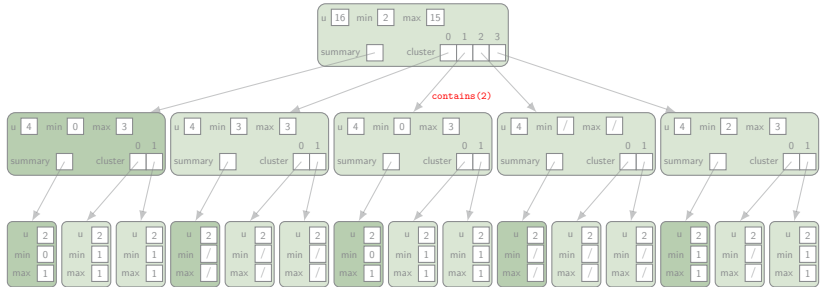 u 16 min 2 max 15
0 1 2 3
summary cluster
contains(2)
u 4 min 0 max 3
0 1
summary cluster
u 4 min 3 max 3
0 1
summary cluster
u 4 min 0 max 3
0 1
summary cluster
u 4 min / max /
0 1
summary cluster
u 4 min 2 max 3
0 1
summary cluster
u 2
min 0
max 1
u 2
min 1
max 1
u 2
min 1
max 1
u 2
min /
max /
u 2
min /
max /
u 2
min /
max /
u 2
min 0
max 1
u 2
min 1
max 1
u 2
min 1
max 1
u 2
min /
max /
u 2
min /
max /
u 2
min /
max /
u 2
min 1
max 1
u 2
min /
max /
u 2
min 1
max 1